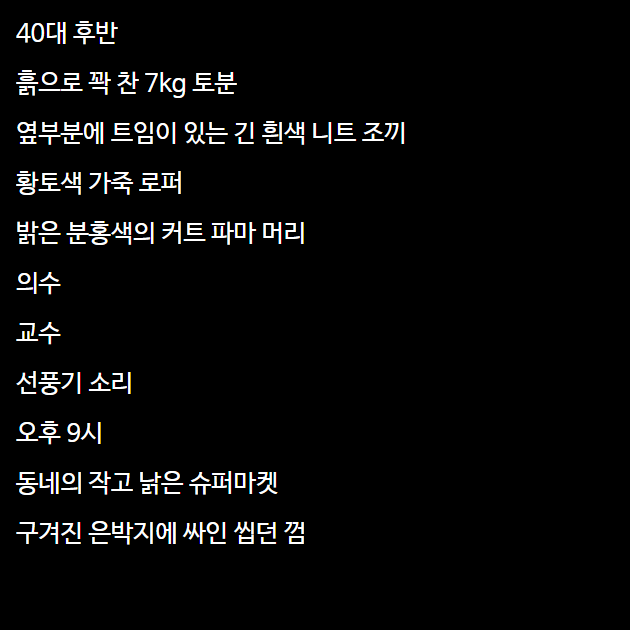 40대 후반
흙으로 꽉 찬 7kg 토분
옆부분에 트임이 있는 긴 흰색 니트 조끼
황토색 가죽 로퍼
밝은 분홍색의 커트 파마 머리
의수
교수
선풍기 소리
오후 9시
동네의 작고 낡은 슈퍼마켓
구겨진 은박지에 싸인 씹던 껌